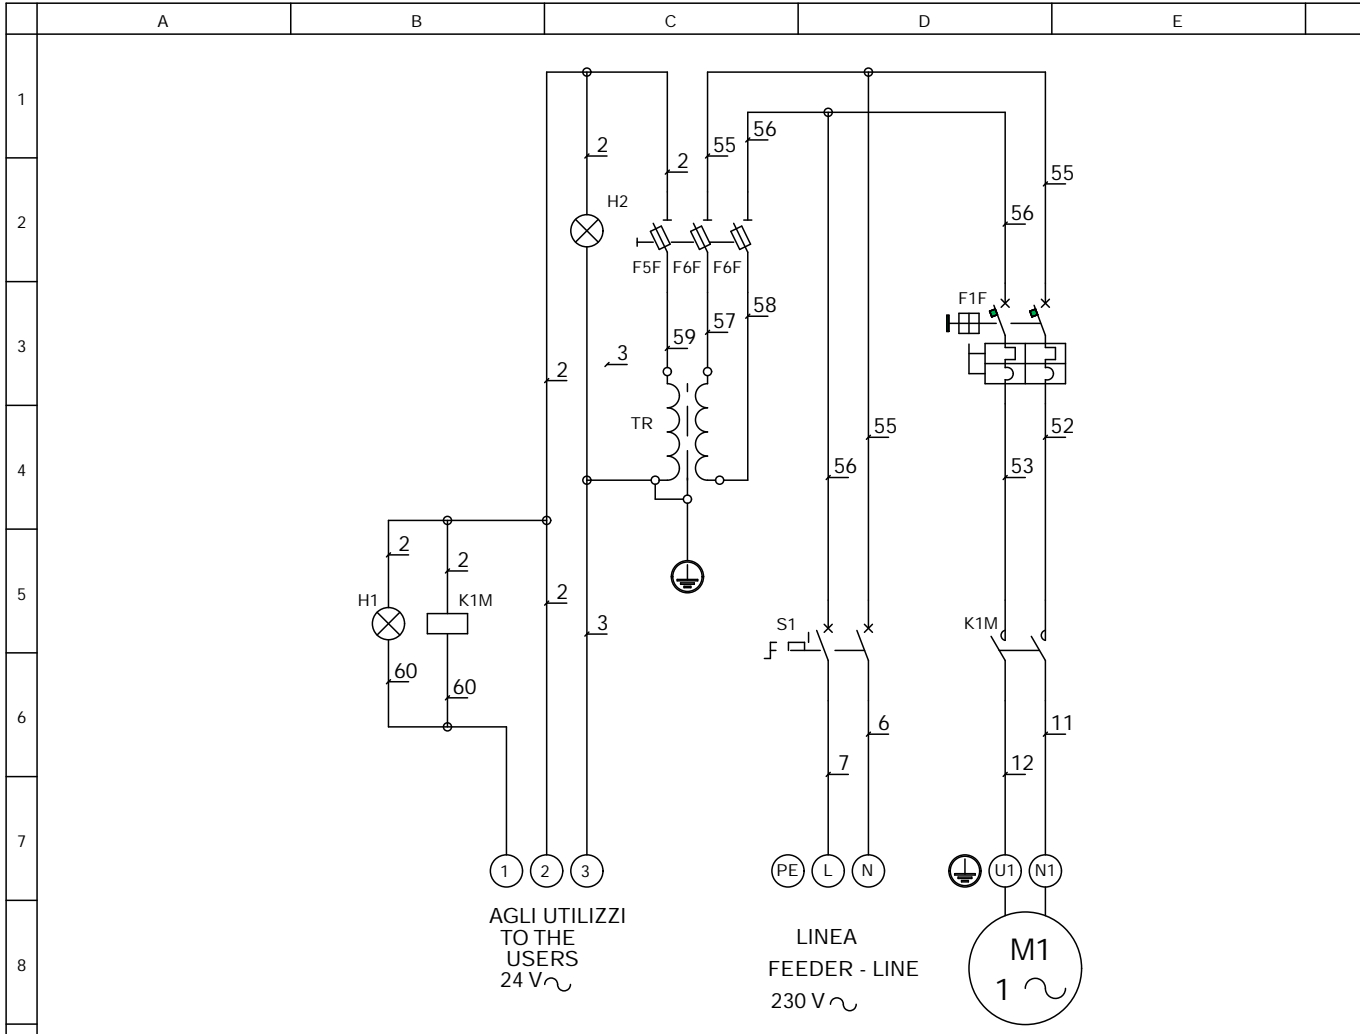 A B C D E
1
56
2 55
2
55
H2
2
56
F5F F6F F6F
F1F
58
57
59
3
3
2
TR
55 52
4
56 53
2
2
5
H1 K1M
2
S1 K1M
3
60
60
6
6 11
7 12
7
1 2 3 PE L N U1 N1
AGLI UTILIZZI
TO THE
USERS
24 V
LINEA
FEEDER - LINE
230 V
M1
1
8